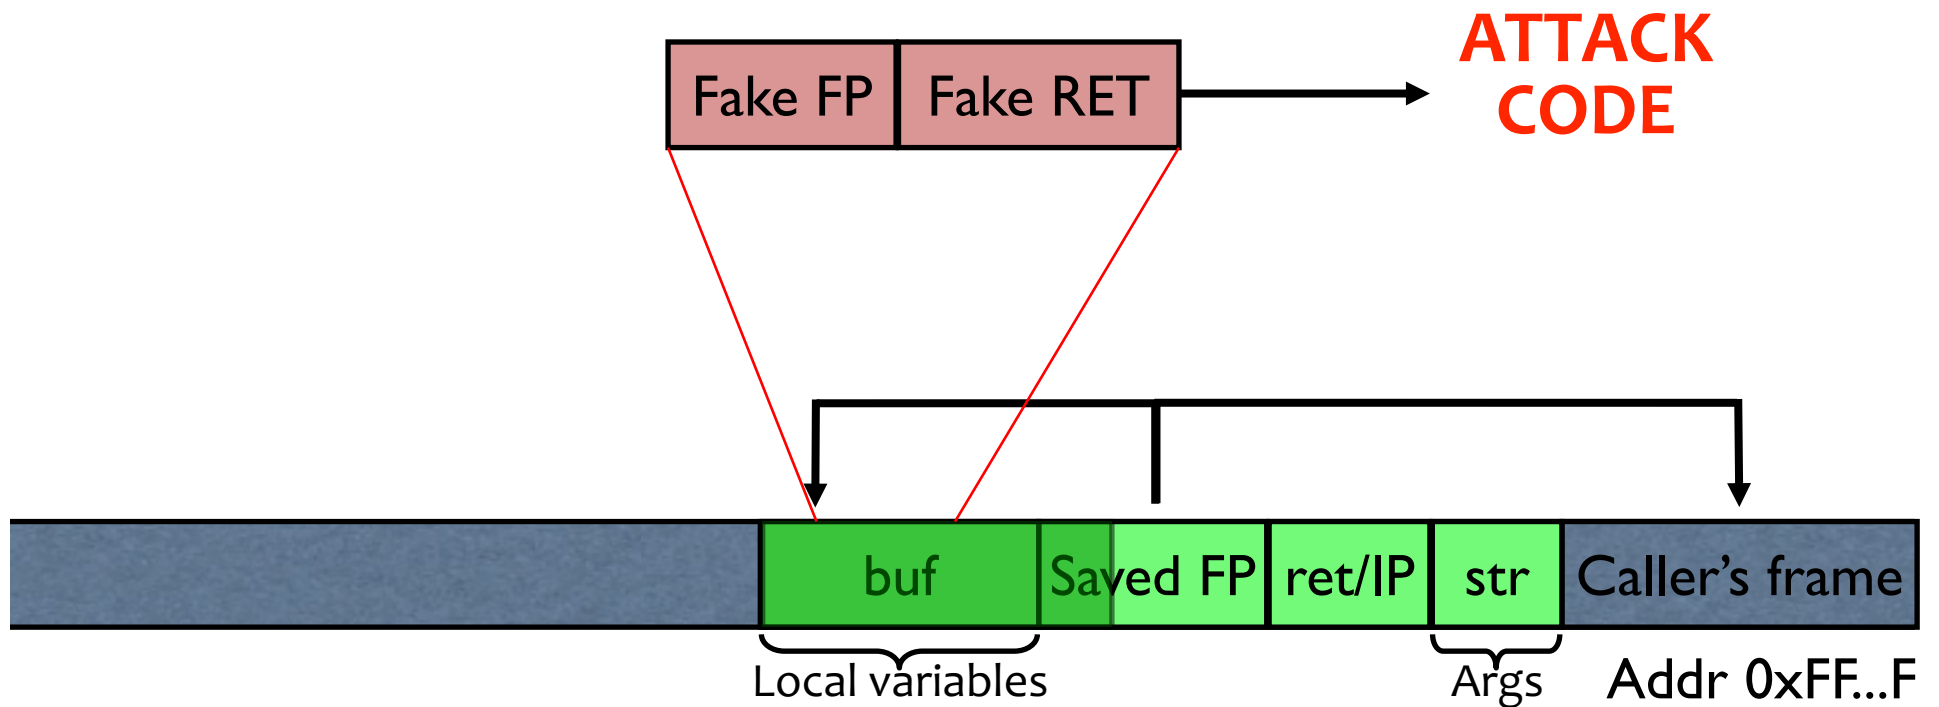 ATTACK
CODE
Fake FP Fake RET
buf Saved FP ret/IP str Caller’s frame
Local variables Args Addr 0xFF...F